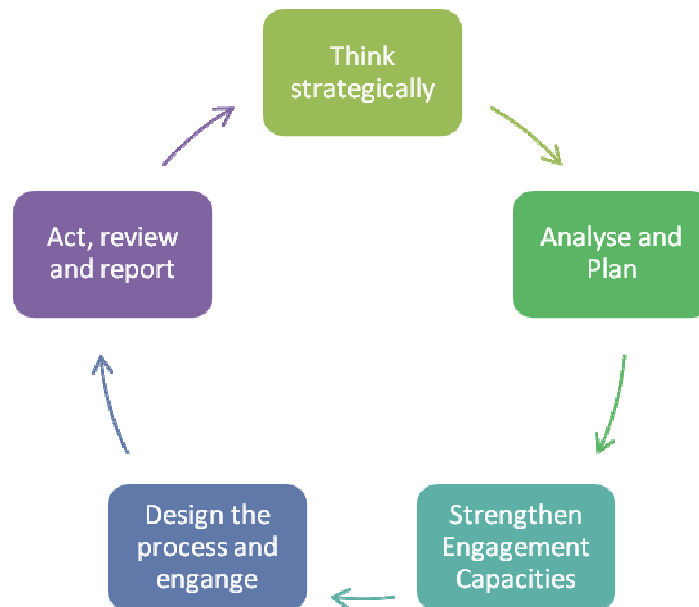 Think
strategically
Analyse and
Plan
Strengthen
Engagement
Capacities
Design the
process and
engange
Act, review
and report